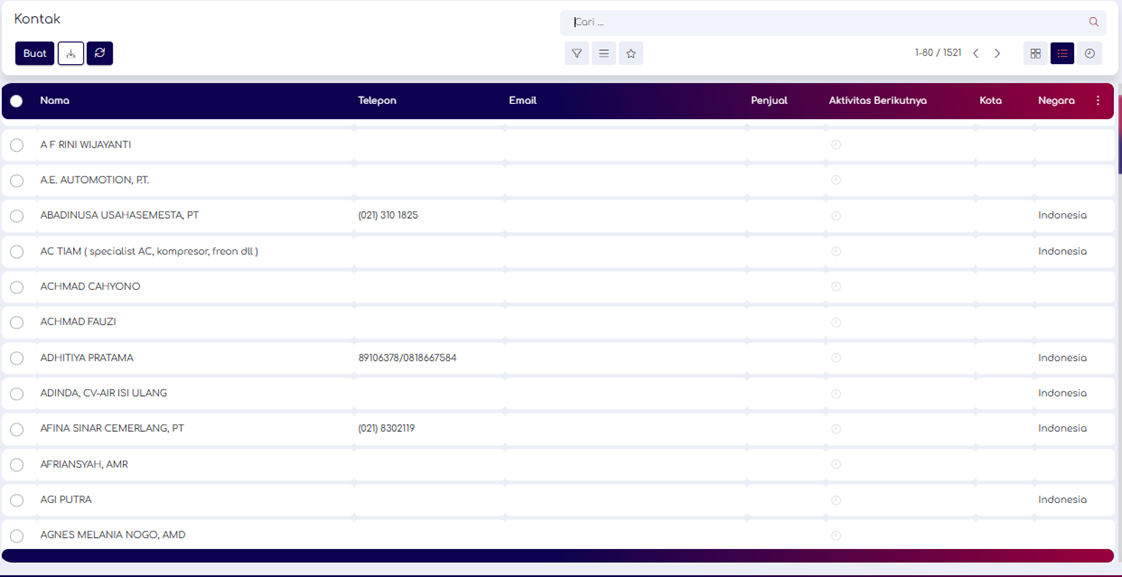 Kontak
Cari ...
Buat
1-80 / 1521
Nama Telepon Email Penjual Aktivitas Berikutnya Kota Negara
A F RINI WIJAYANTI
A.E. AUTOMOTION, P.T.
ABADINUSA USAHASEMESTA, PT (021) 310 1825 Indonesia
AC TIAM ( specialist AC, kompresor, freon dll ) Indonesia
ACHMAD CAHYONO
ACHMAD FAUZI
ADHITIYA PRATAMA 89106378/0818667584 Indonesia
ADINDA, CV-AIR ISI ULANG Indonesia
AFINA SINAR CEMERLANG, PT (021) 8302119 Indonesia
AFRIANSYAH, AMR
AGI PUTRA Indonesia
AGNES MELANIA NOGO, AMD